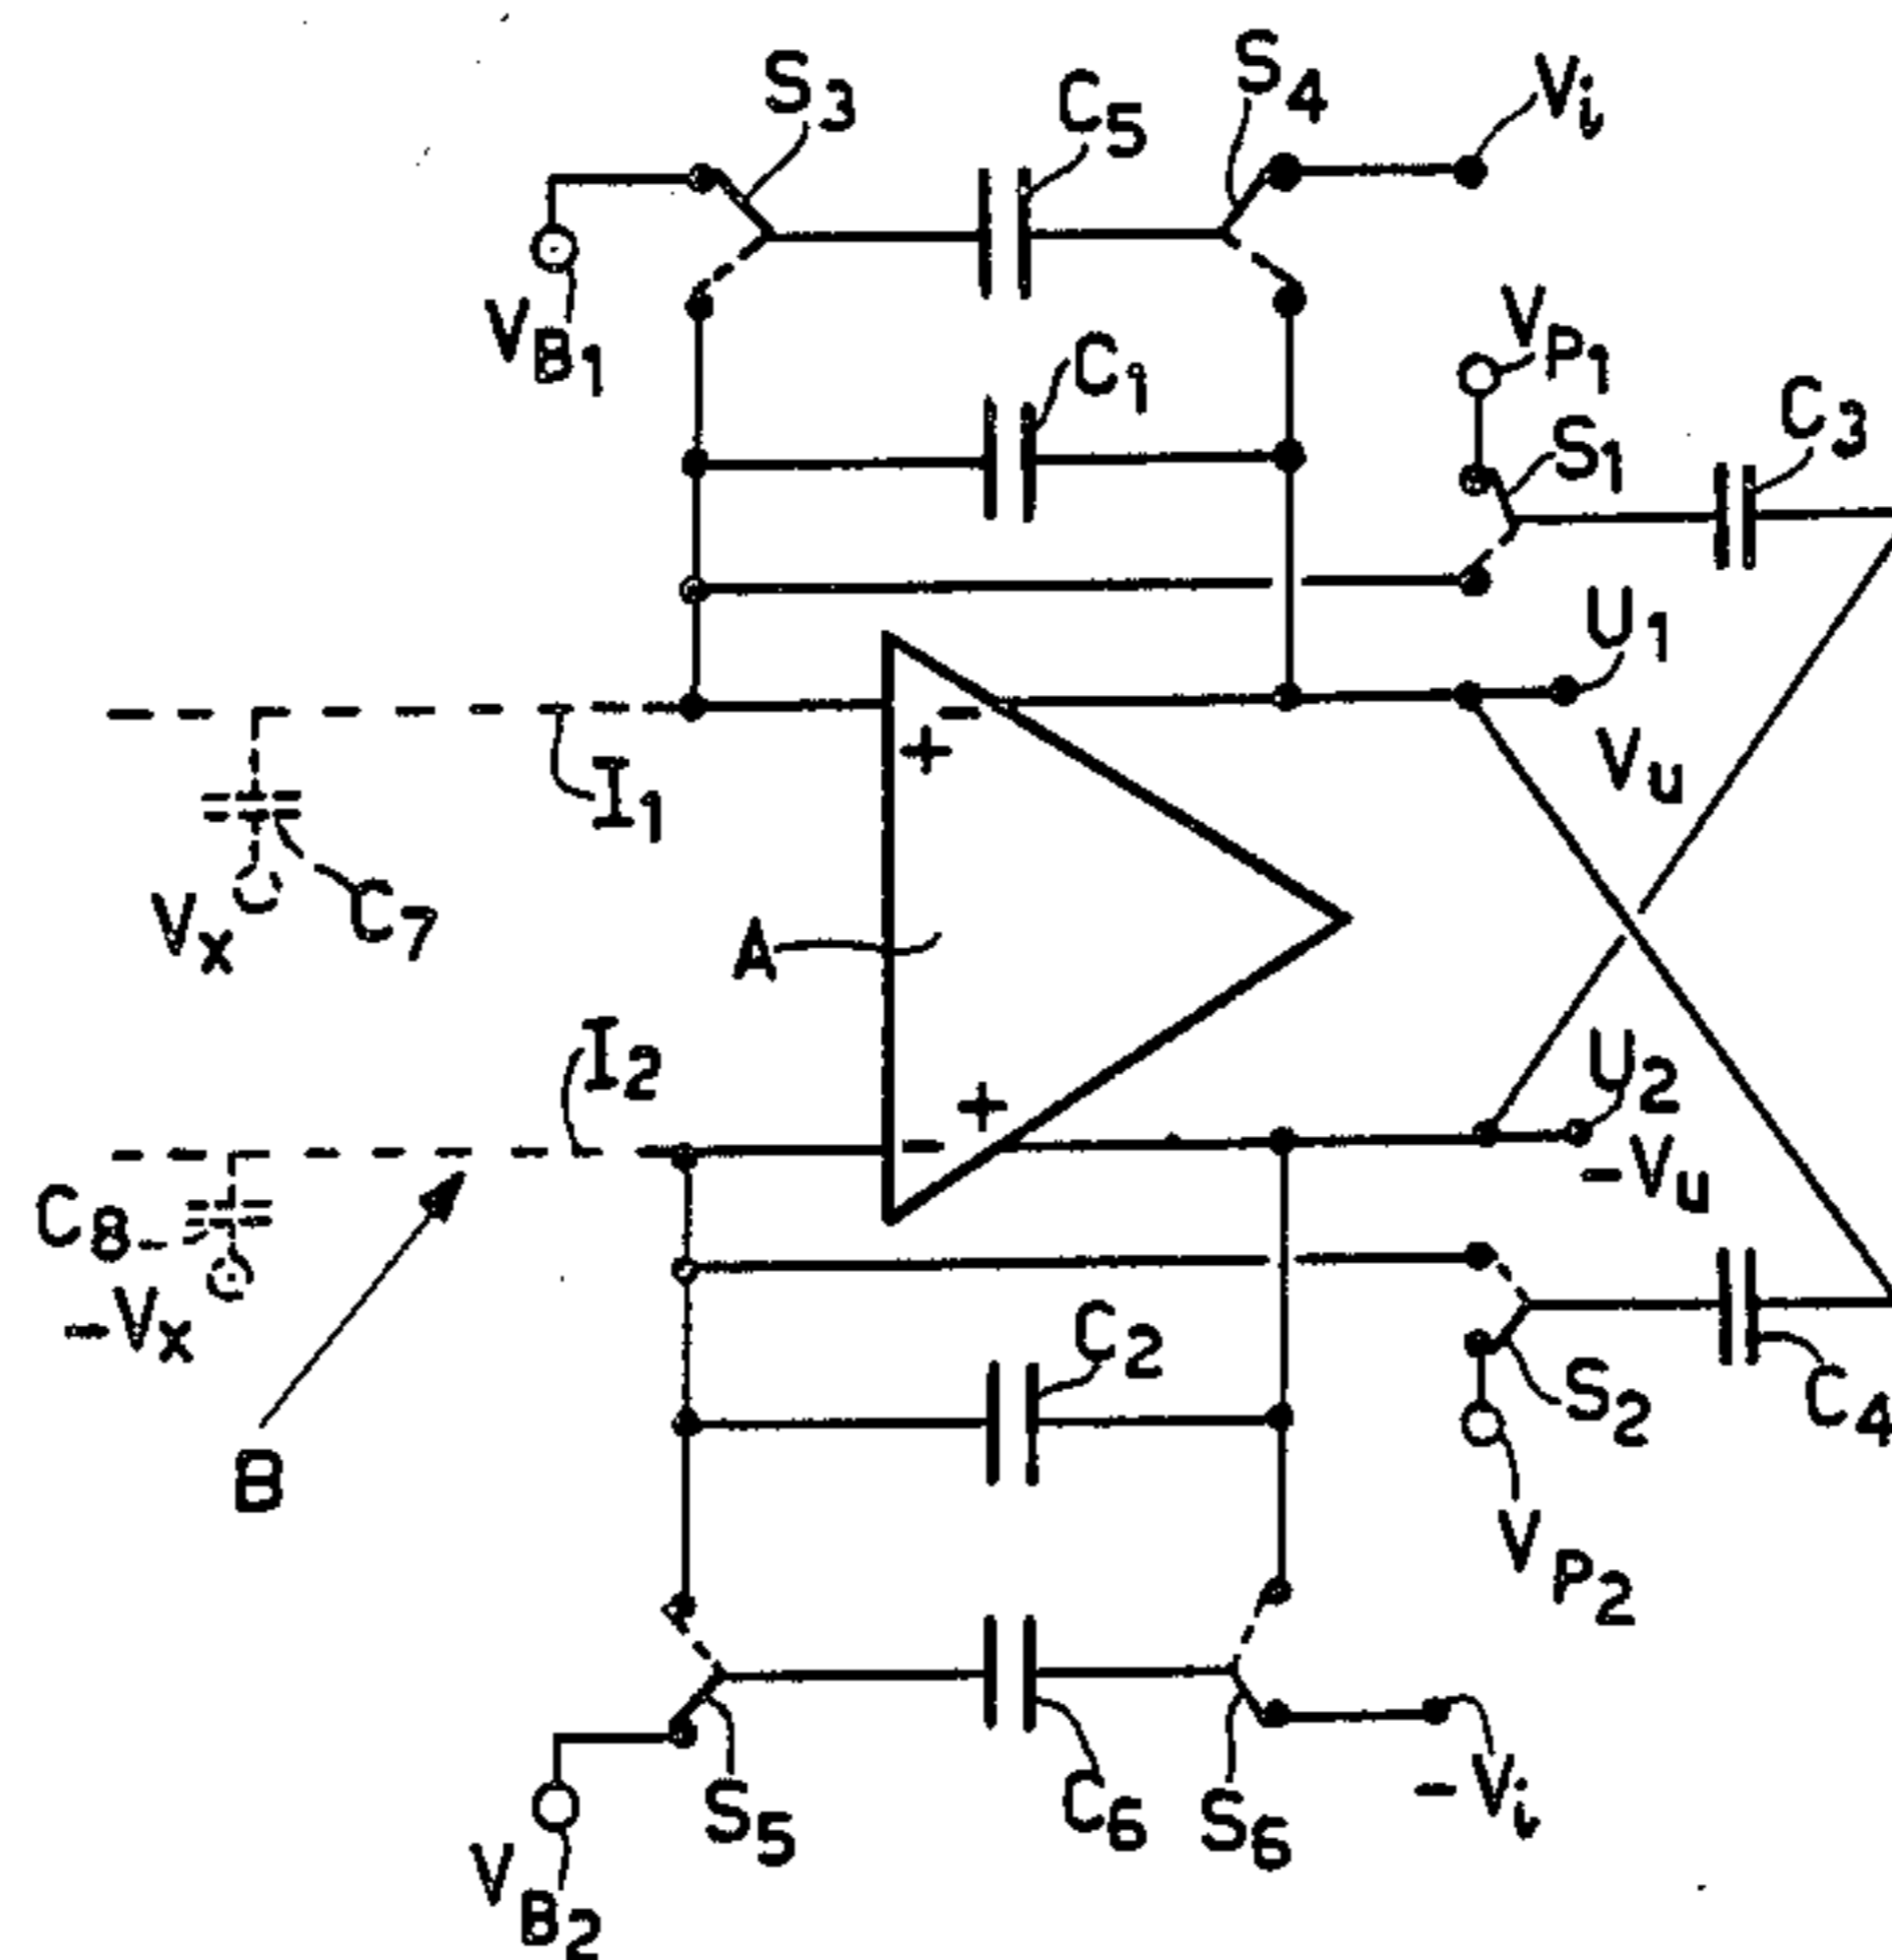 S3
C5
S4
Vi
VB1
C1
VP1
S1
C3
U1
+
-
Vu
I1
Vx
C7
A
I2
+
-
U2
-Vu
C8
-Vx
C2
S2
C4
B
VP2
S5
C6
S6
-Vi
VB2